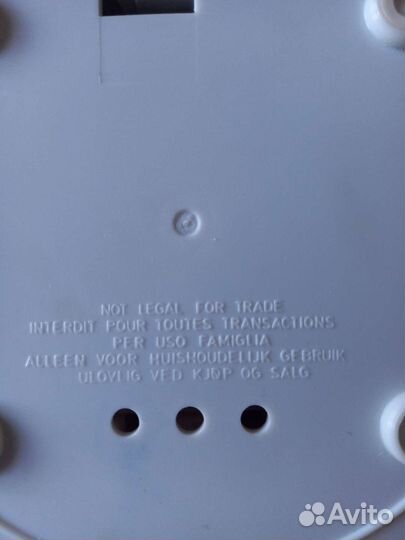 NOT LEGAL FOR TRADE
INTERDIT POUR TOUTES TRANSACTIONS
PER USO FAMIGLIA
ALLEEN VOOR HUISHOUDELIJK GEBRUIK
ULOVLIG VED KJØP OG SALG
Avito